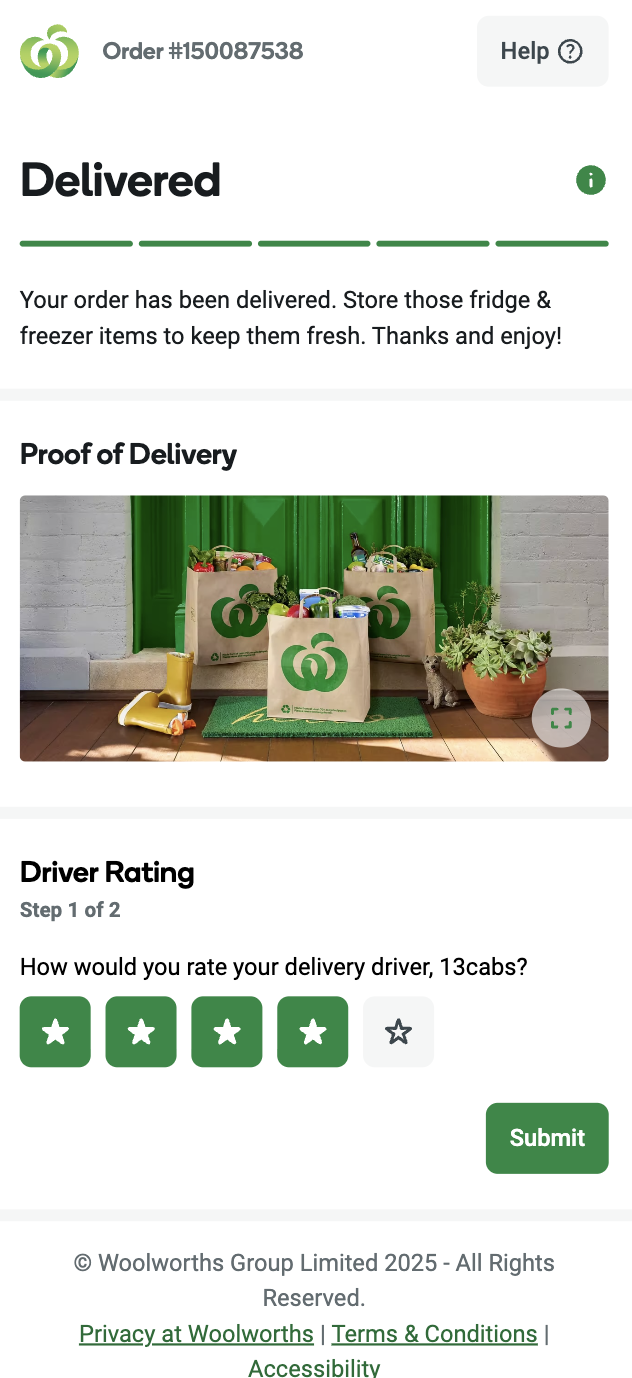 Order #150087538
Help
Delivered
Your order has been delivered. Store those fridge &
freezer items to keep them fresh. Thanks and enjoy!
Proof of Delivery
Driver Rating
Step 1 of 2
How would you rate your delivery driver, 13cabs?
Submit
© Woolworths Group Limited 2025 - All Rights
Reserved.
Privacy at Woolworths | Terms & Conditions |
Accessibility